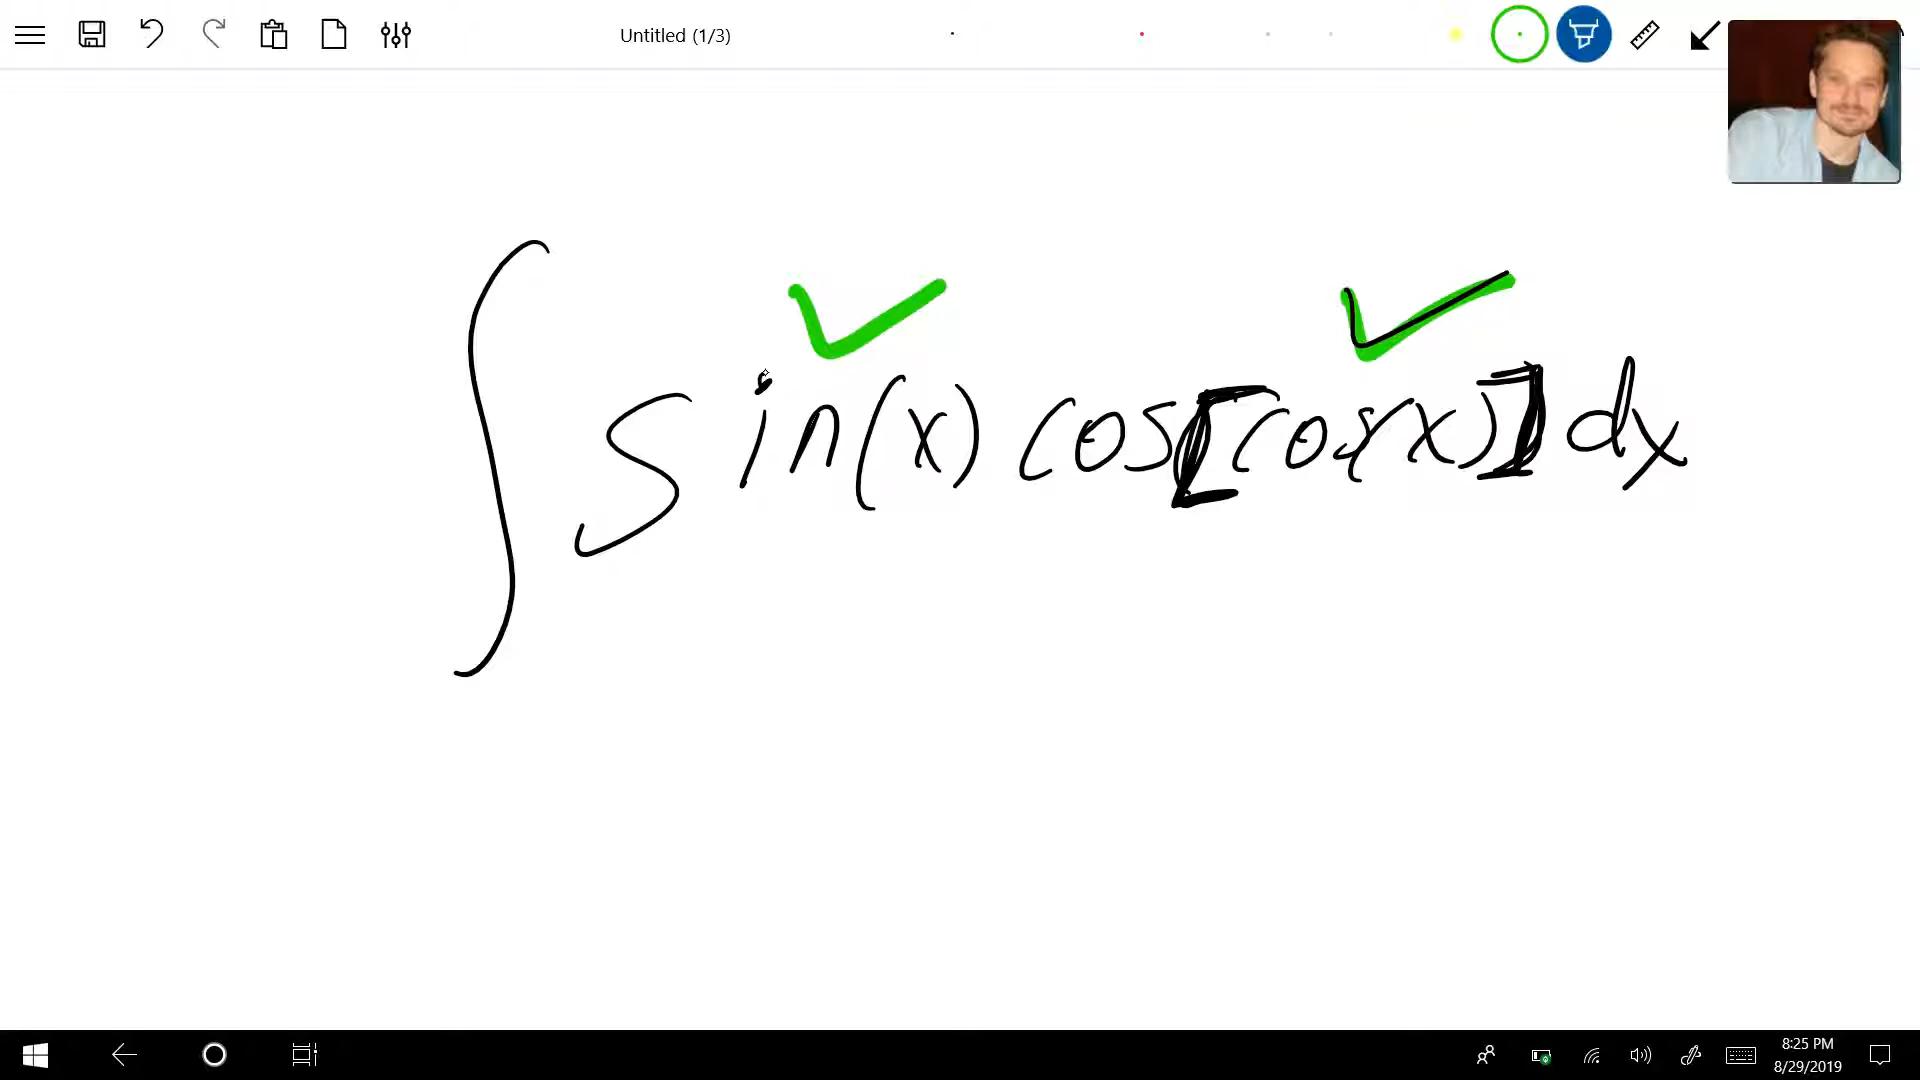 Untitled (1/3)
∫ sin(x) cos[cos(x)] dx
8:25 PM
8/29/2019